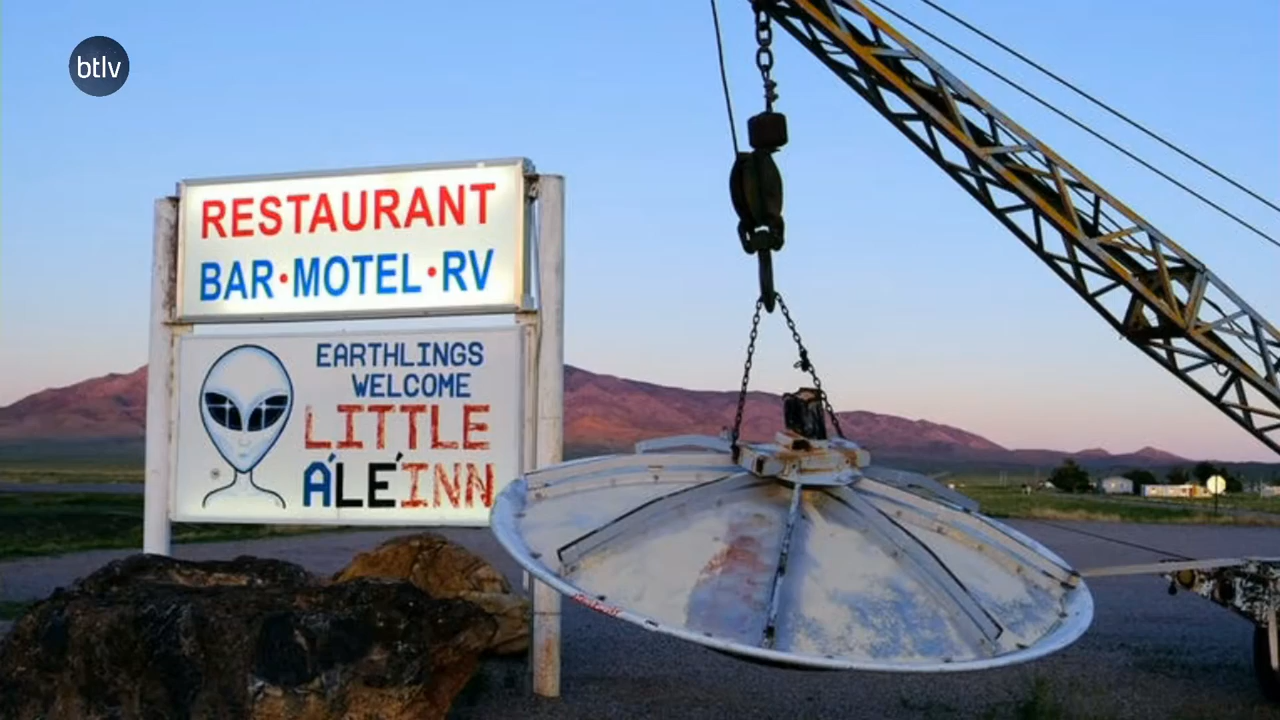 btlv
RESTAURANT
BAR•MOTEL•RV
EARTHLINGS
WELCOME
LITTLE
A'LE'INN